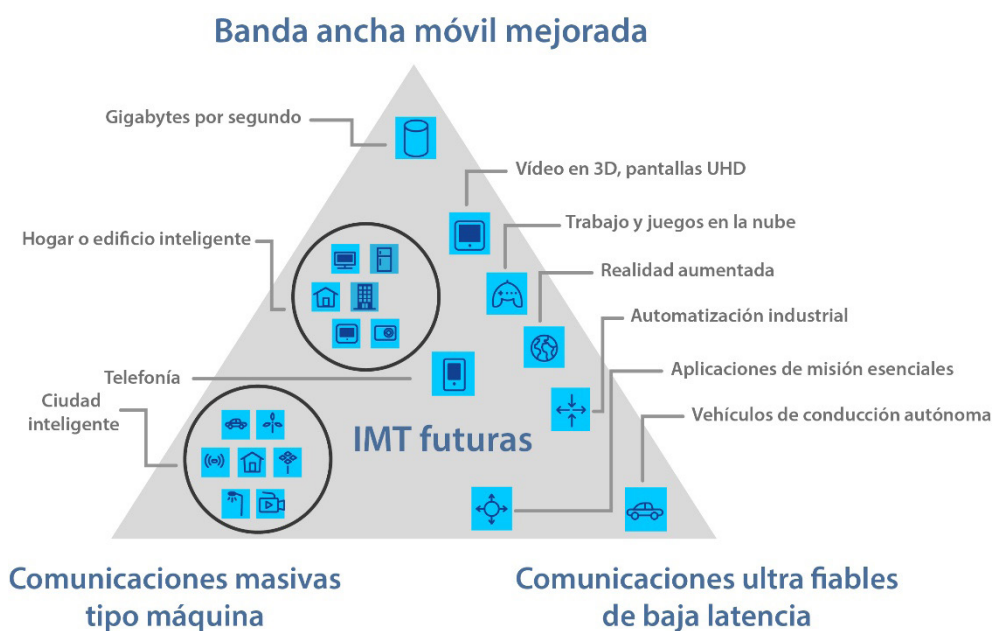 Banda ancha móvil mejorada
Gigabytes por segundo
Vídeo en 3D, pantallas UHD
Trabajo y juegos en la nube
Hogar o edificio inteligente
Realidad aumentada
Automatización industrial
Aplicaciones de misión esenciales
Telefonía
Ciudad
inteligente
Vehículos de conducción autónoma
IMT futuras
Comunicaciones masivas
tipo máquina
Comunicaciones ultra fiables
de baja latencia